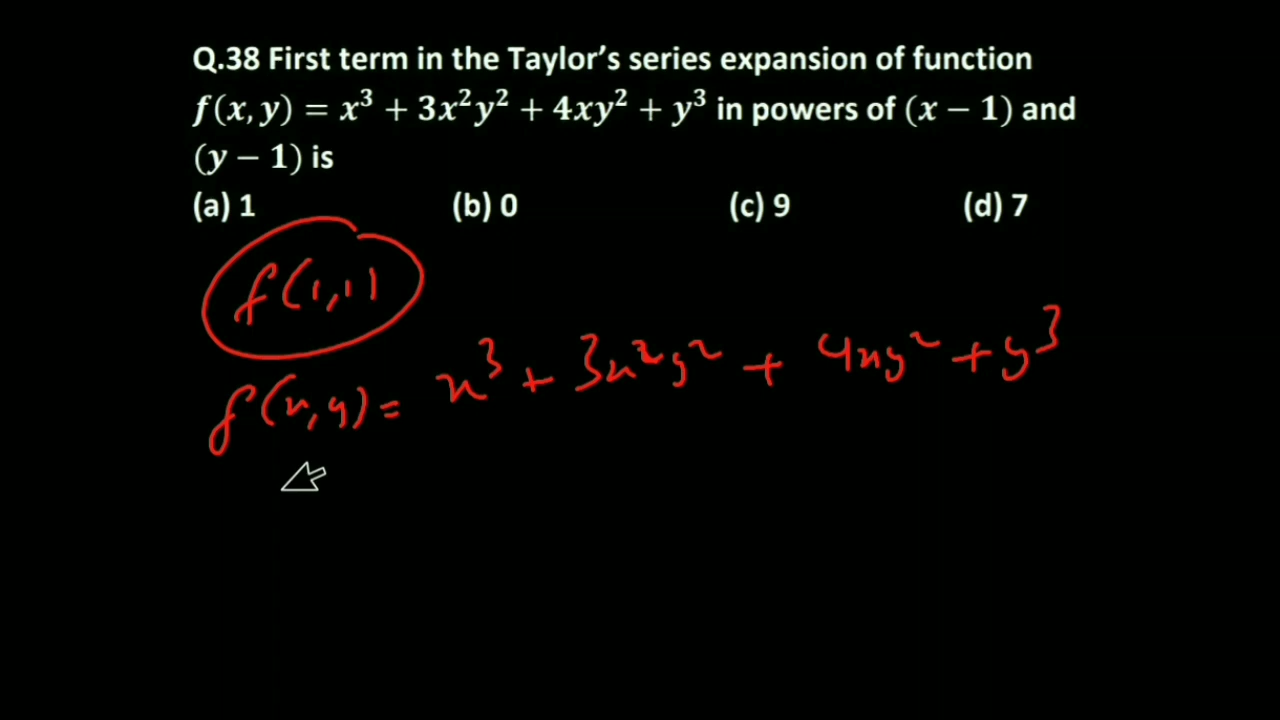 Q.38 First term in the Taylor's series expansion of function
f(x, y) = x³ + 3x²y² + 4xy² + y³ in powers of (x − 1) and
(y − 1) is
(a) 1 (b) 0 (c) 9 (d) 7
f(1,1)
f(x,y) = x³ + 3x²y² + 4xy² + y³